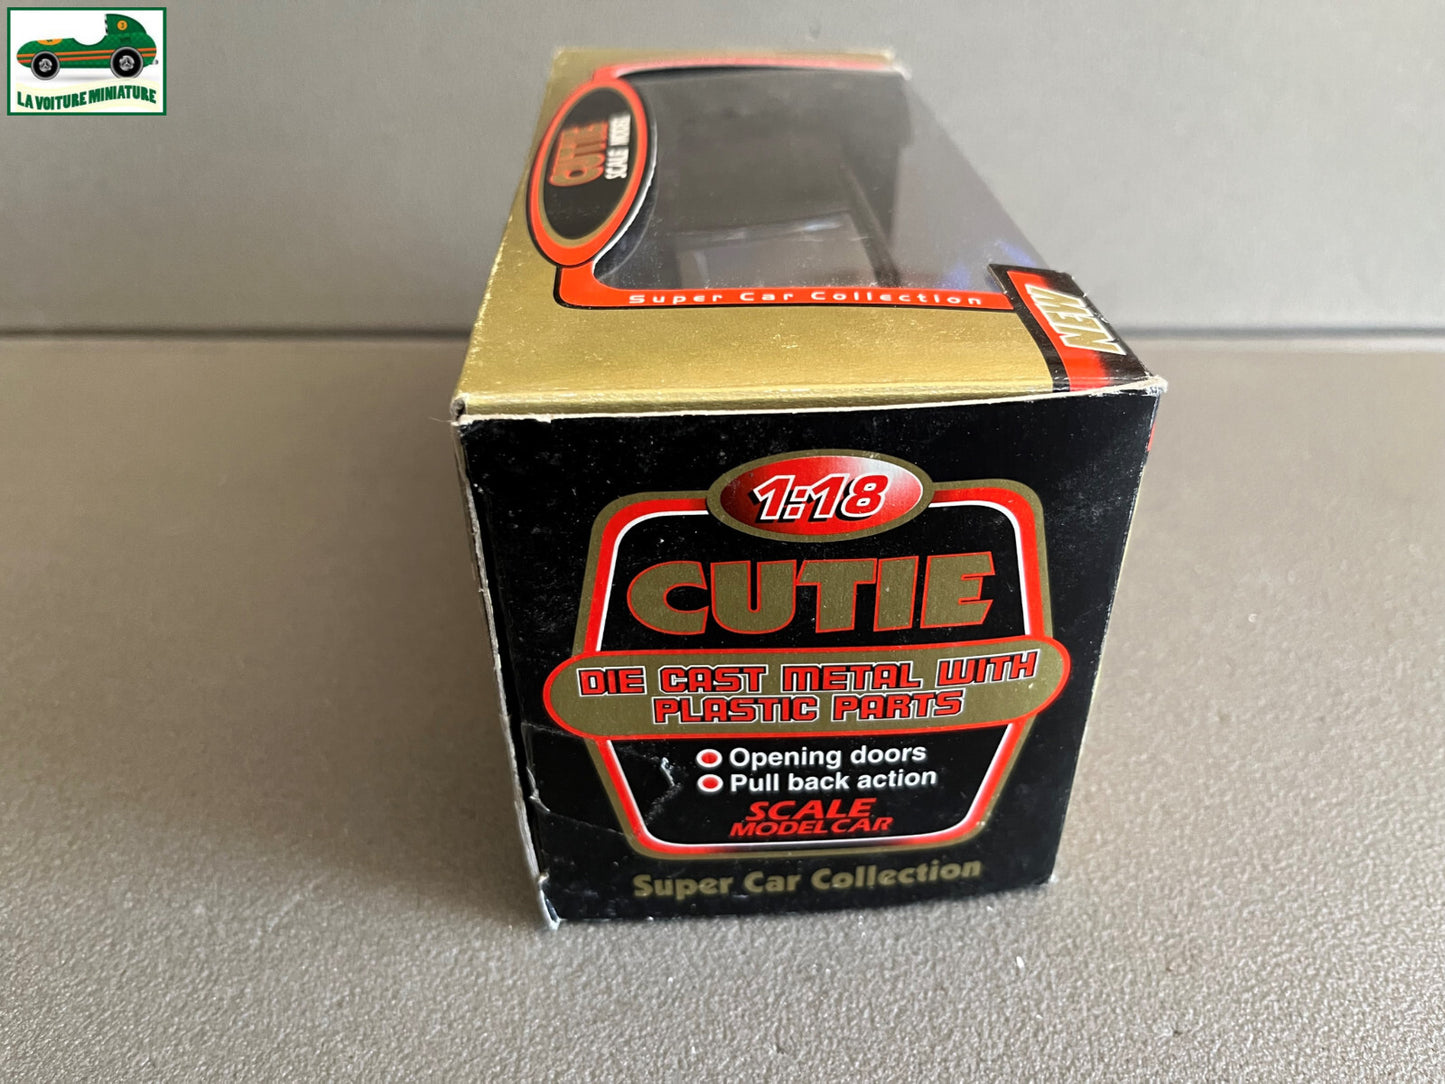 3
LA VOITURE MINIATURE
CUTIE
SCALE MODEL
Super Car Collection
NEW
1:18
CUTIE
DIE CAST METAL WITH
PLASTIC PARTS
Opening doors
Pull back action
SCALE
MODEL CAR
Super Car Collection